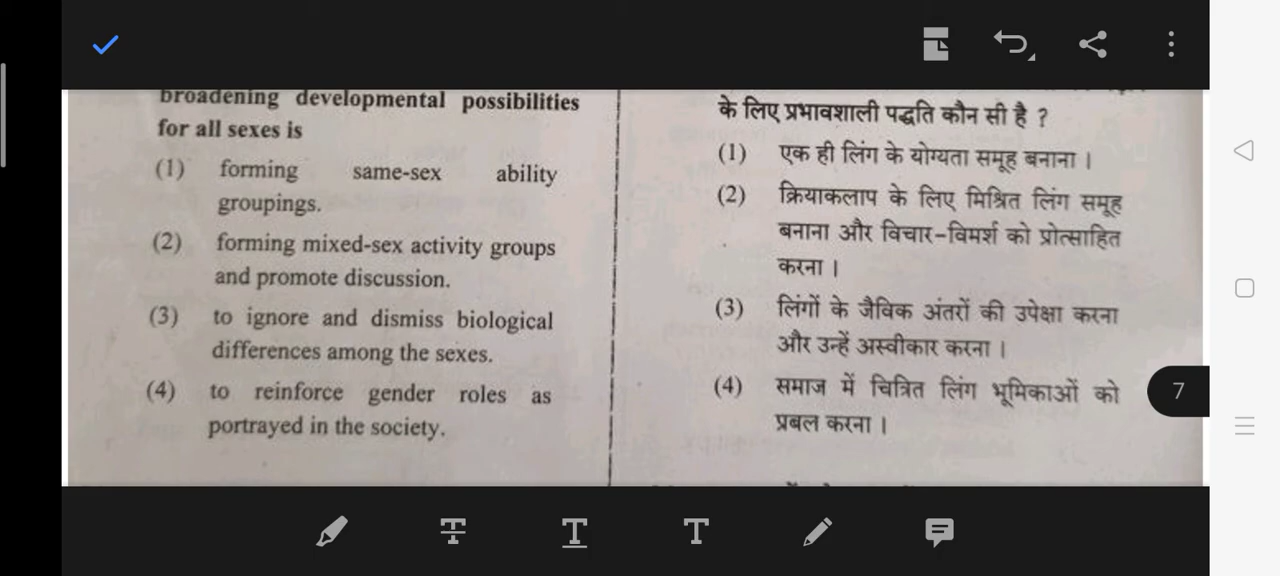 broadening developmental possibilities
for all sexes is
(1) forming same-sex ability
groupings.
(2) forming mixed-sex activity groups
and promote discussion.
(3) to ignore and dismiss biological
differences among the sexes.
(4) to reinforce gender roles as
portrayed in the society.
के लिए प्रभावशाली पद्धति कौन सी है ?
(1) एक ही लिंग के योग्यता समूह बनाना ।
(2) क्रियाकलाप के लिए मिश्रित लिंग समूह
बनाना और विचार-विमर्श को प्रोत्साहित
करना ।
(3) लिंगों के जैविक अंतरों की उपेक्षा करना
और उन्हें अस्वीकार करना ।
(4) समाज में चित्रित लिंग भूमिकाओं को
प्रबल करना ।
7